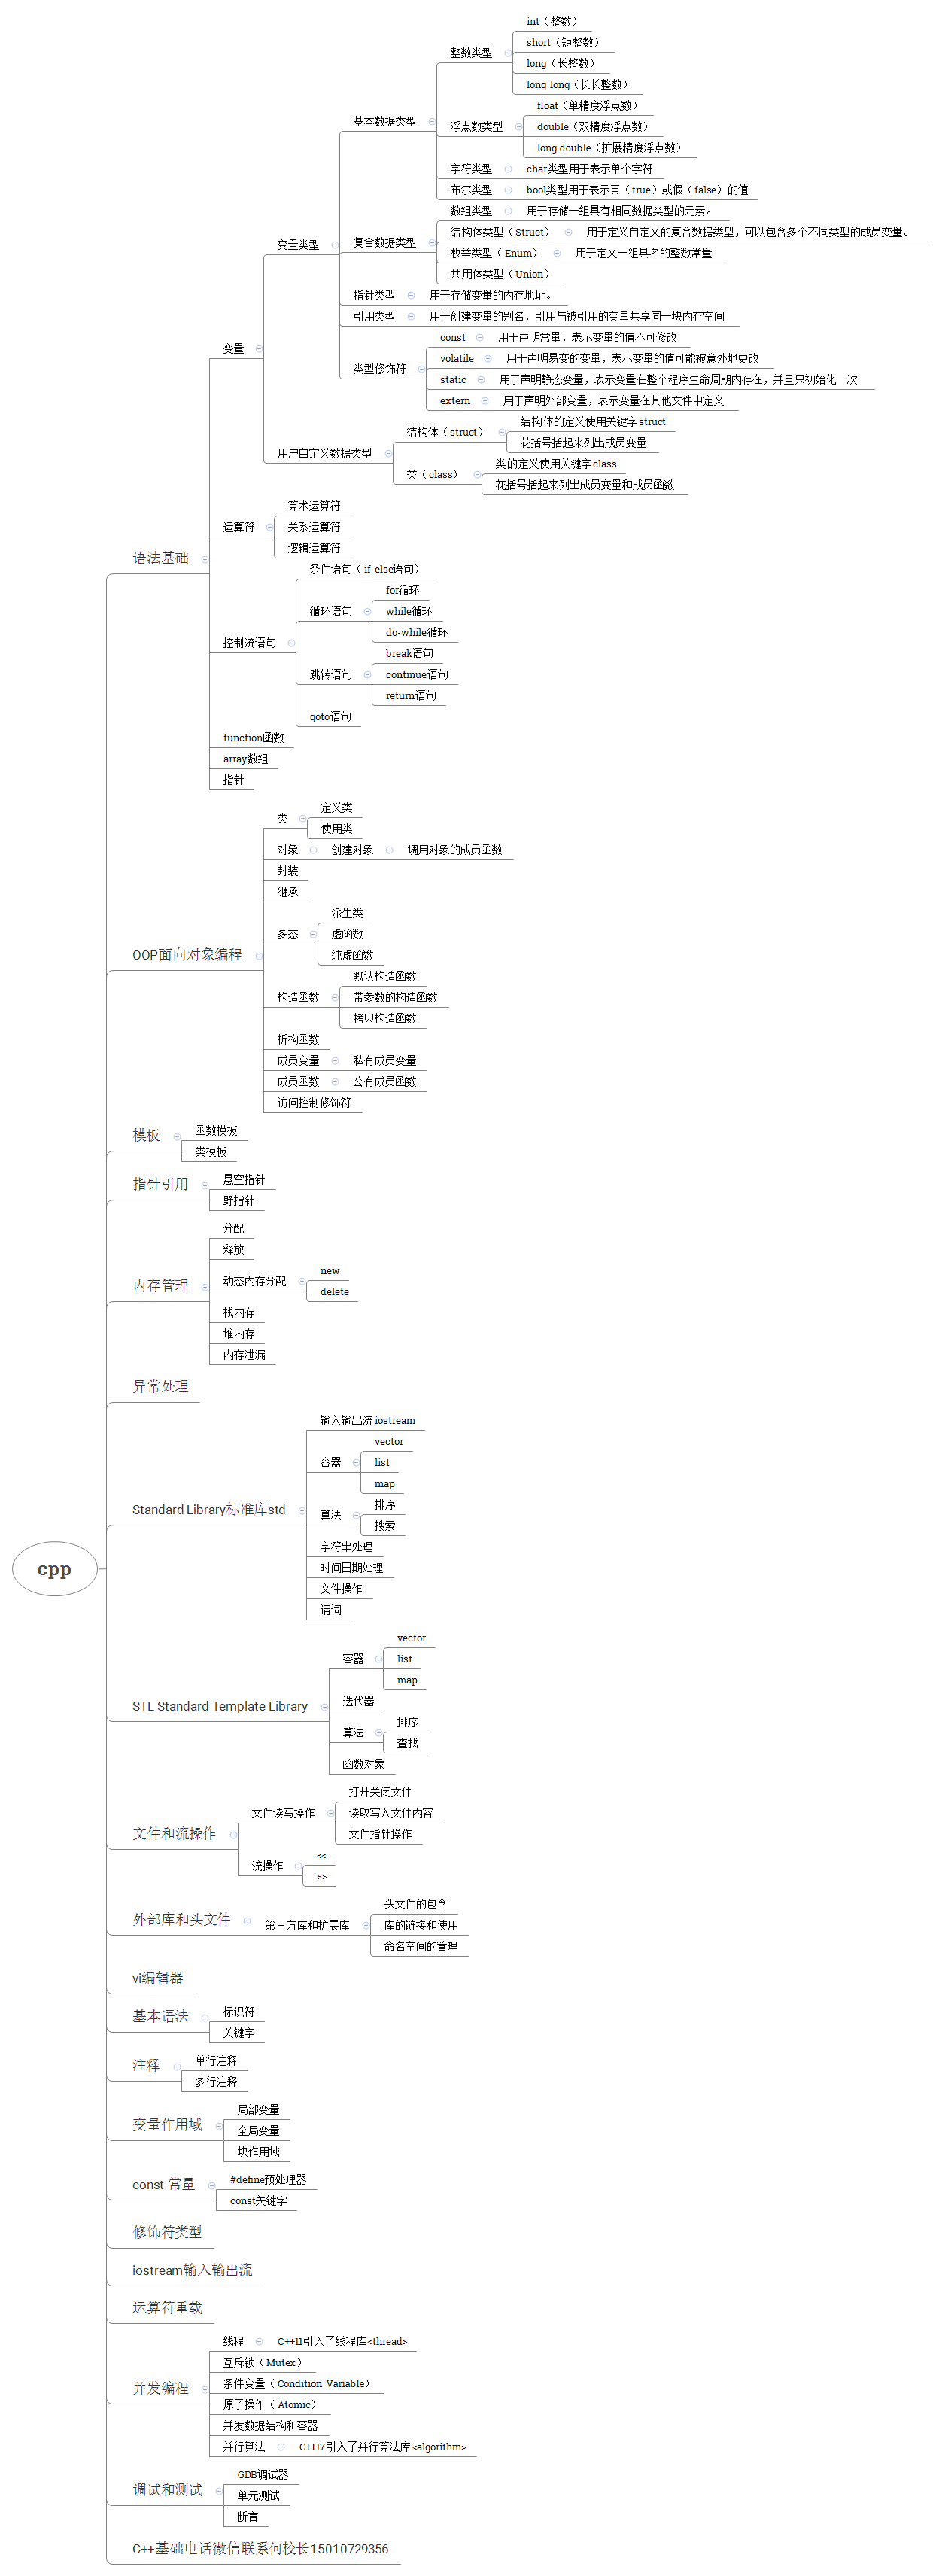 int（整数）
short（短整数）
整数类型
long（长整数）
long long（长长整数）
float（单精度浮点数）
基本数据类型
浮点数类型
double（双精度浮点数）
long double（扩展精度浮点数）
字符类型
char类型用于表示单个字符
布尔类型
bool类型用于表示真（true）或假（false）的值
数组类型
用于存储一组具有相同数据类型的元素。
变量类型
复合数据类型
结构体类型（Struct）
用于定义自定义的复合数据类型，可以包含多个不同类型的成员变量。
枚举类型（Enum）
用于定义一组具名的整数常量
共用体类型（Union）
指针类型
用于存储变量的内存地址。
引用类型
用于创建变量的别名，引用与被引用的变量共享同一块内存空间
变量
const
用于声明常量，表示变量的值不可修改
类型修饰符
volatile
用于声明易变的变量，表示变量的值可能被意外地更改
static
用于声明静态变量，表示在整个程序生命周期内存在，并且只初始化一次
extern
用于声明外部变量，表示变量在其他文件中定义
用户自定义数据类型
结构体（struct）
结构体的定义使用关键字struct
花括号括起来列出成员变量
类（class）
类的定义使用关键字class
花括号括起来列出成员变量和成员函数
语法基础
运算符
算术运算符
关系运算符
逻辑运算符
控制流语句
条件语句（if-else语句）
循环语句
for循环
while循环
do-while循环
跳转语句
break语句
continue语句
return语句
goto语句
function函数
array数组
指针
OOP面向对象编程
类
定义类
使用类
对象
创建对象
调用对象的成员函数
封装
继承
多态
派生类
虚函数
纯虚函数
构造函数
默认构造函数
带参数的构造函数
拷贝构造函数
析构函数
成员变量
私有成员变量
成员函数
公有成员函数
访问控制修饰符
模板
函数模板
类模板
指针引用
悬空指针
野指针
内存管理
分配
释放
动态内存分配
new
delete
栈内存
堆内存
内存泄漏
异常处理
Standard Library标准库std
输入输出流iostream
容器
vector
list
map
算法
排序
搜索
字符串处理
时间日期处理
文件操作
谓词
cpp
STL Standard Template Library
容器
vector
list
map
迭代器
算法
排序
查找
函数对象
文件和流操作
文件读写操作
打开关闭文件
读取写入文件内容
文件指针操作
流操作
<<
>>
外部库和头文件
第三方库和扩展库
头文件的包含
库的链接和使用
命名空间的管理
vi编辑器
基本语法
标识符
关键字
注释
单行注释
多行注释
变量作用域
局部变量
全局变量
块作用域
const 常量
#define预处理器
const关键字
修饰符类型
iostream输入输出流
运算符重载
并发编程
线程
C++11引入了线程库<thread>
互斥锁（Mutex）
条件变量（Condition Variable）
原子操作（Atomic）
并发数据结构和容器
并行算法
C++17引入了并行算法库<algorithm>
调试和测试
GDB调试器
单元测试
断言
C++基础电话微信联系何校长15010729356